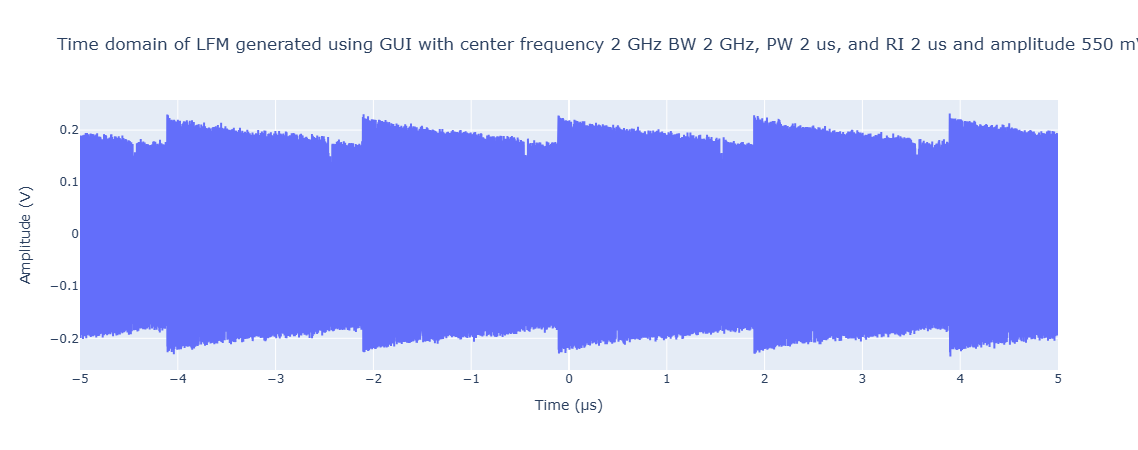 Time domain of LFM generated using GUI with center frequency 2 GHz BW 2 GHz, PW 2 us, and RI 2 us and amplitude 550
0.2
0.1
0
−0.1
−0.2
Amplitude (V)
−5 −4 −3 −2 −1 0 1 2 3 4 5
Time (μs)